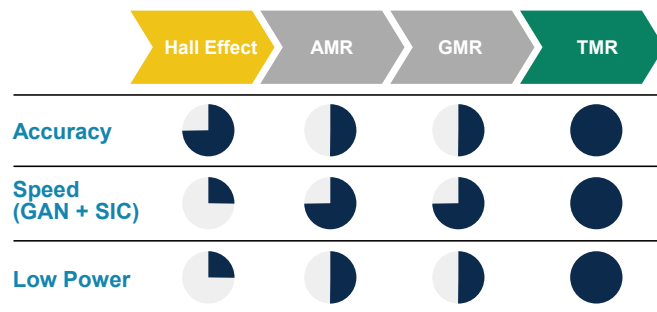 Hall Effect
AMR
GMR
TMR
Accuracy
Speed
(GAN + SIC)
Low Power